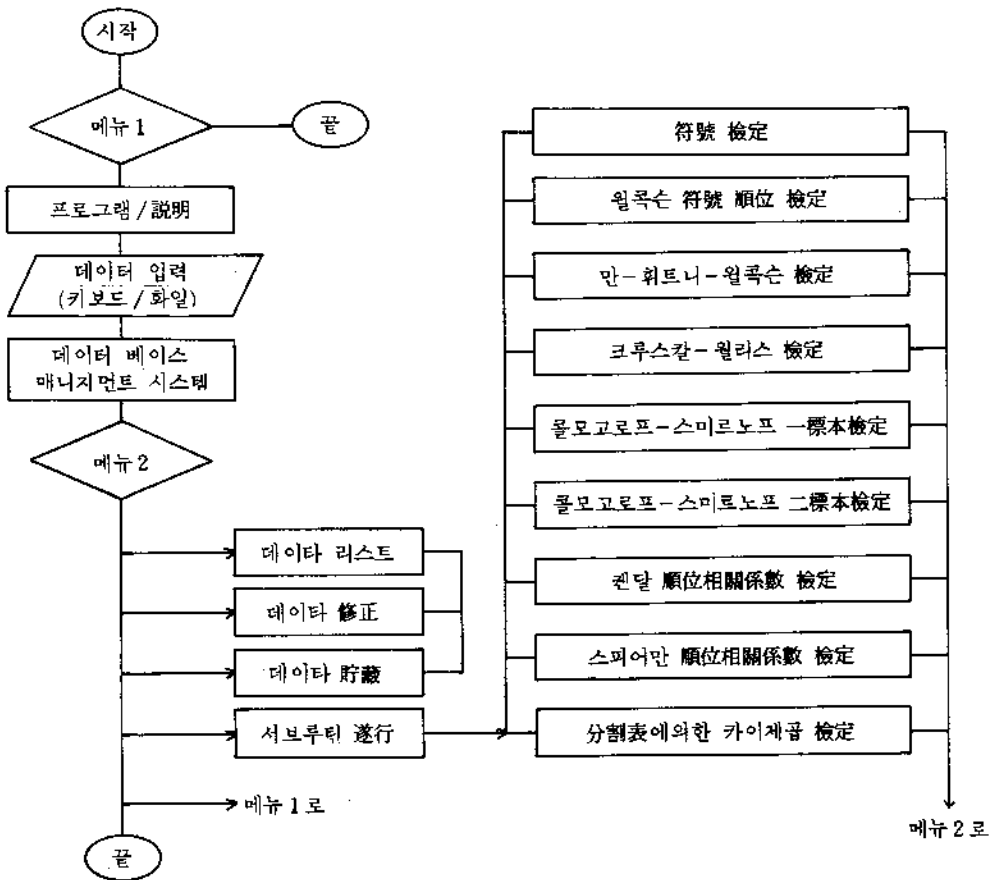 시작
메뉴 1
끝
프로그램 / 説明
데이터 입력
(키보드 / 화일)
데이터 베이스
매니지먼트 시스템
메뉴 2
데이타 리스트
데이타 修正
데이타 貯藏
서브루틴 遂行
메뉴 1 로
끝
符號 檢定
윌콕슨 符號 順位 檢定
만-휘트니-윌콕슨 檢定
크루스칼-월리스 檢定
콜모고로프-스미르노프 一標本檢定
콜모고로프-스미르노프 二標本檢定
켄달 順位相關係數 檢定
스피어만 順位相關係數 檢定
分割表에의한 카이제곱 檢定
메뉴 2 로